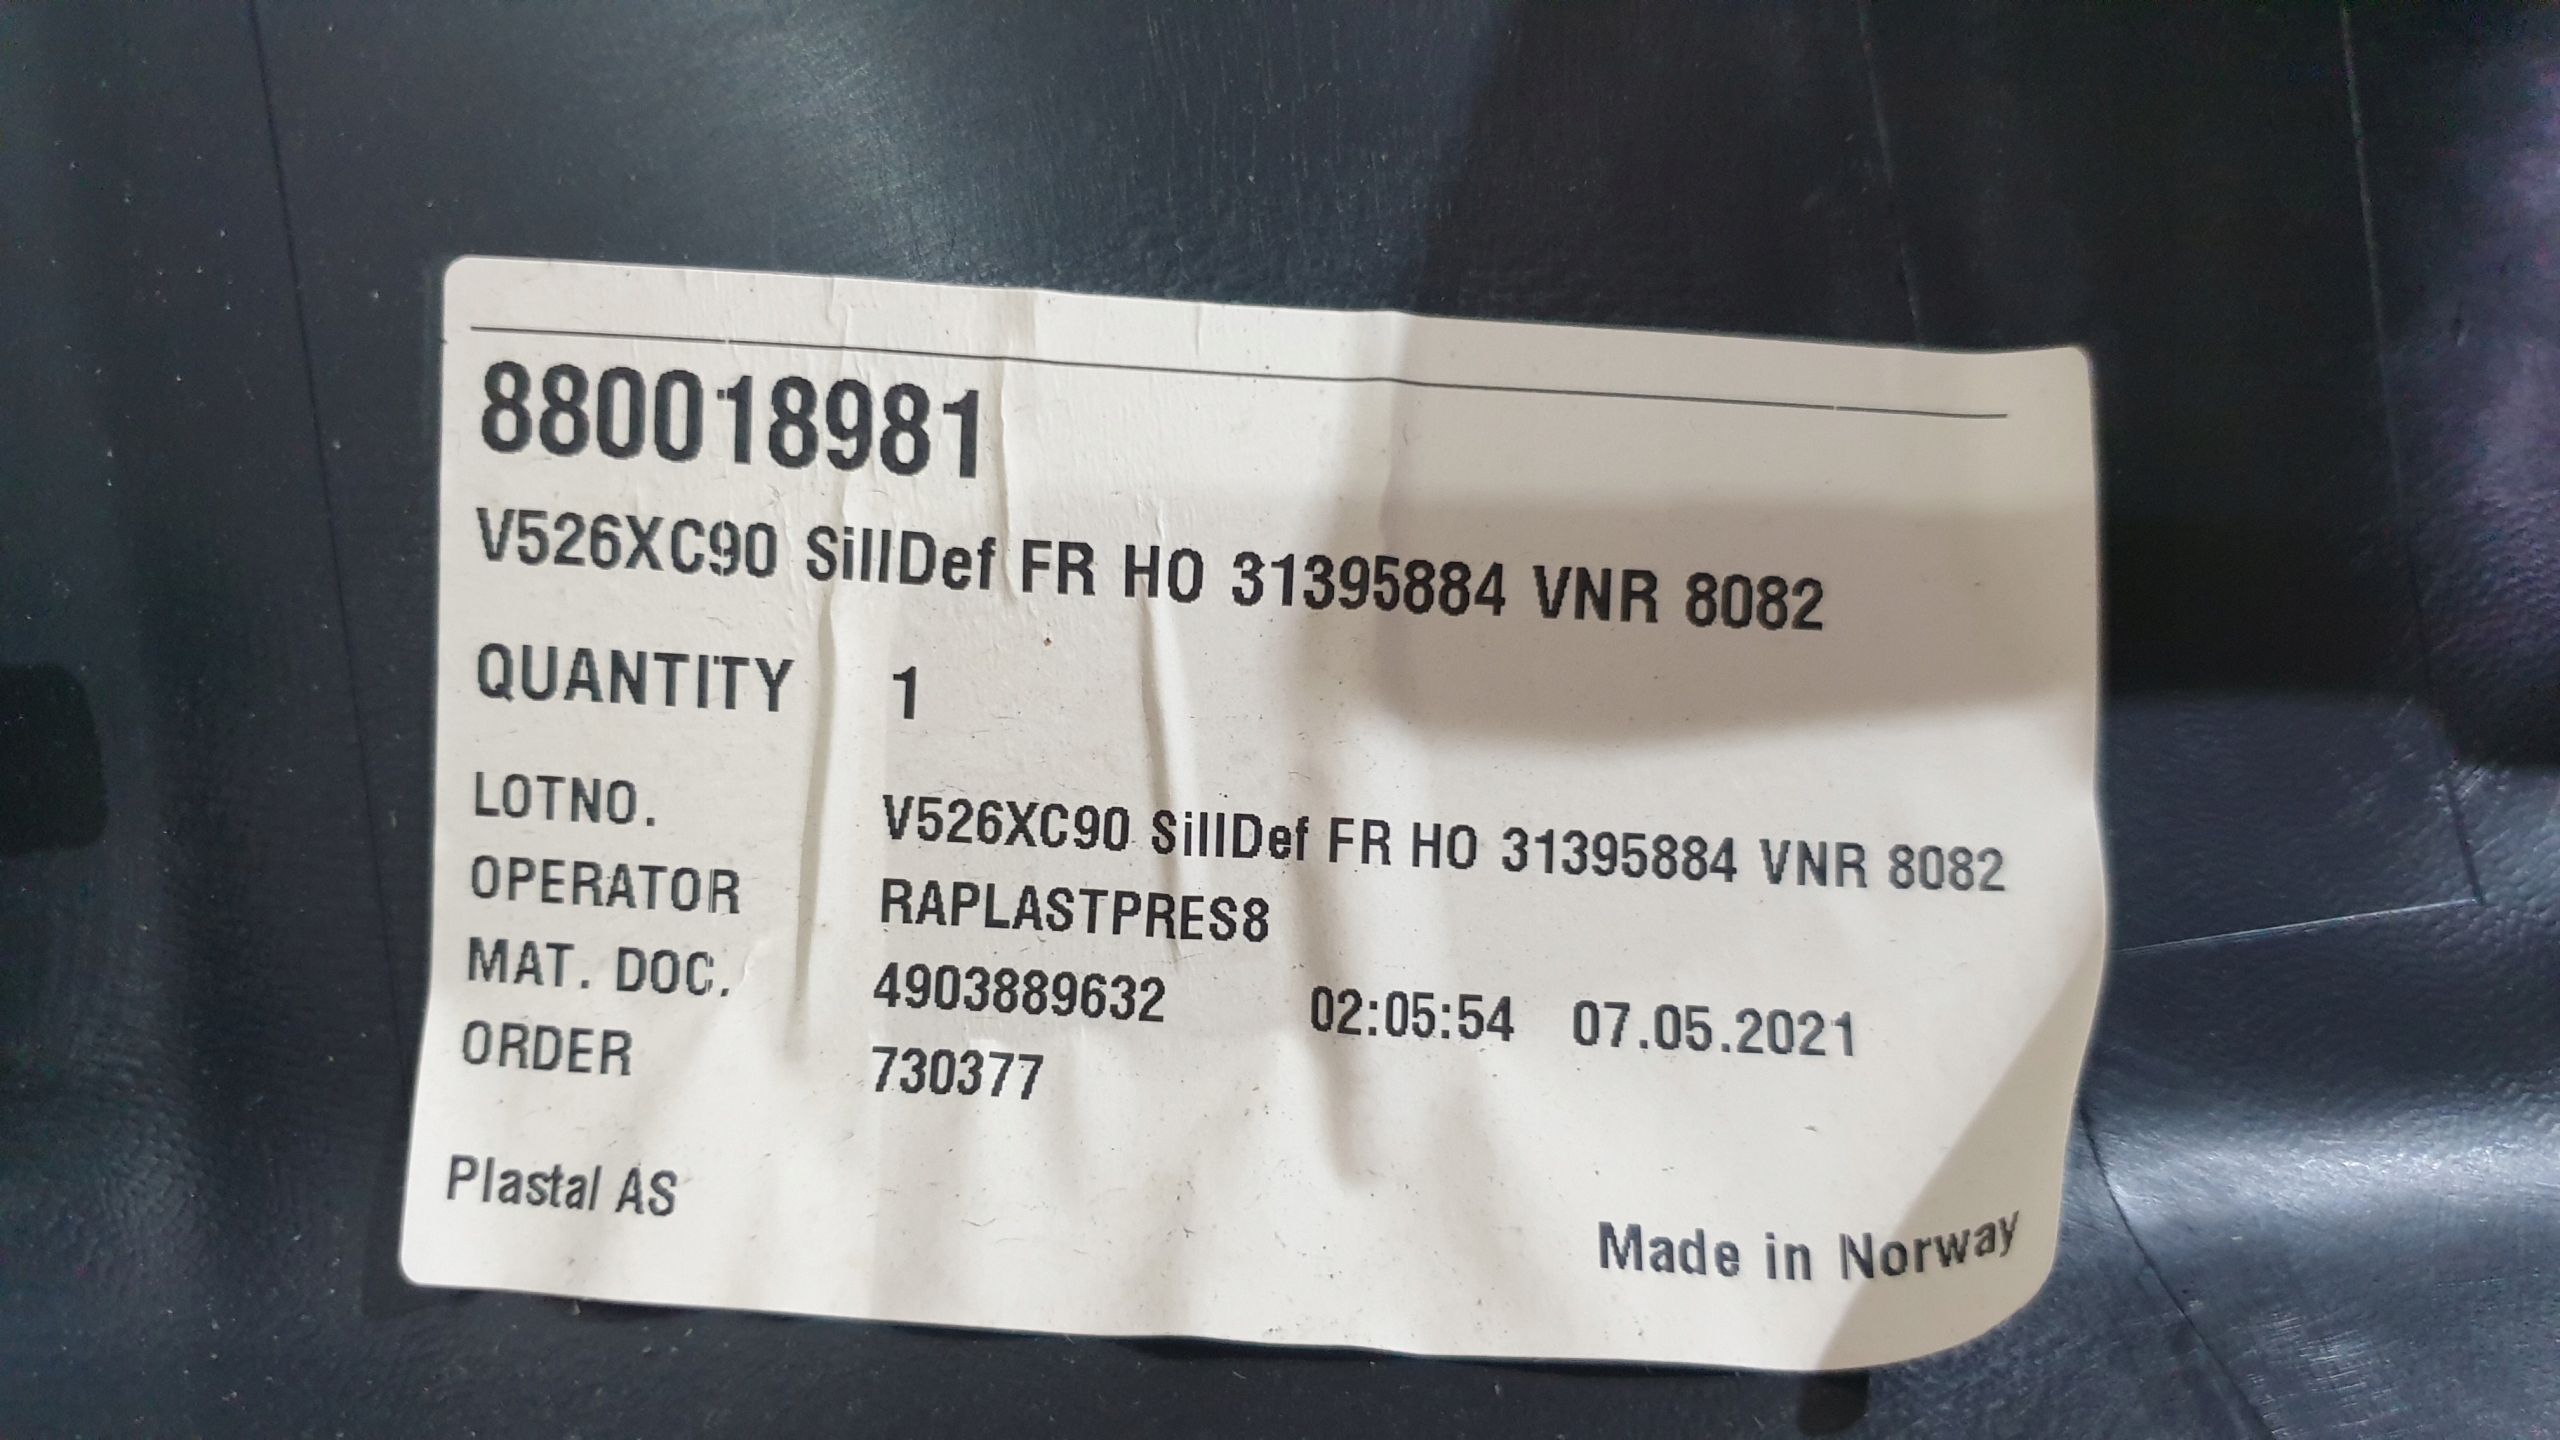 880018981
V526XC90 SillDef FR HO 31395884 VNR 8082
QUANTITY 1
LOTNO. V526XC90 SillDef FR HO 31395884 VNR 8082
OPERATOR RAPLASTPRES8
MAT. DOC. 4903889632 02:05:54 07.05.2021
ORDER 730377
Plastal AS
Made in Norway